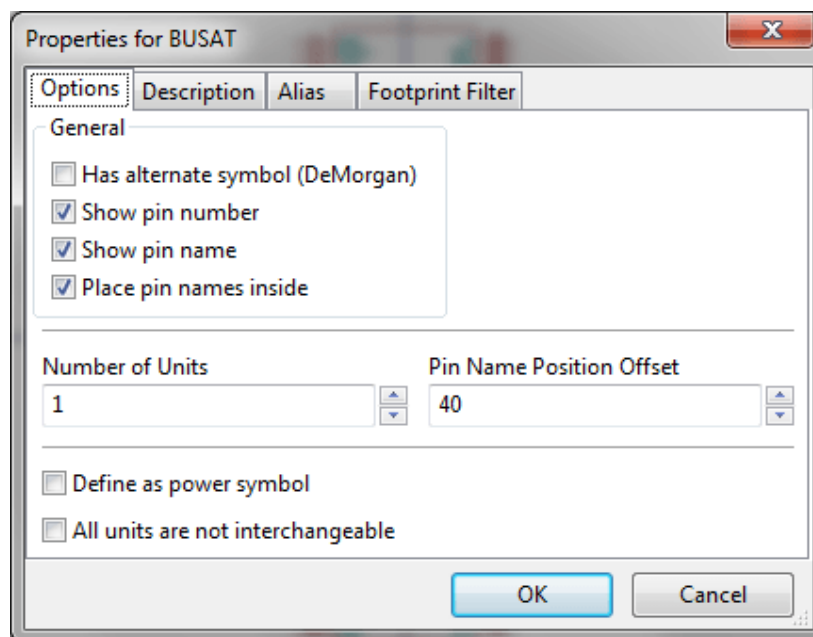 Properties for BUSAT
Options Description Alias Footprint Filter
General
Has alternate symbol (DeMorgan)
Show pin number
Show pin name
Place pin names inside
Number of Units Pin Name Position Offset
1 40
Define as power symbol
All units are not interchangeable
OK Cancel